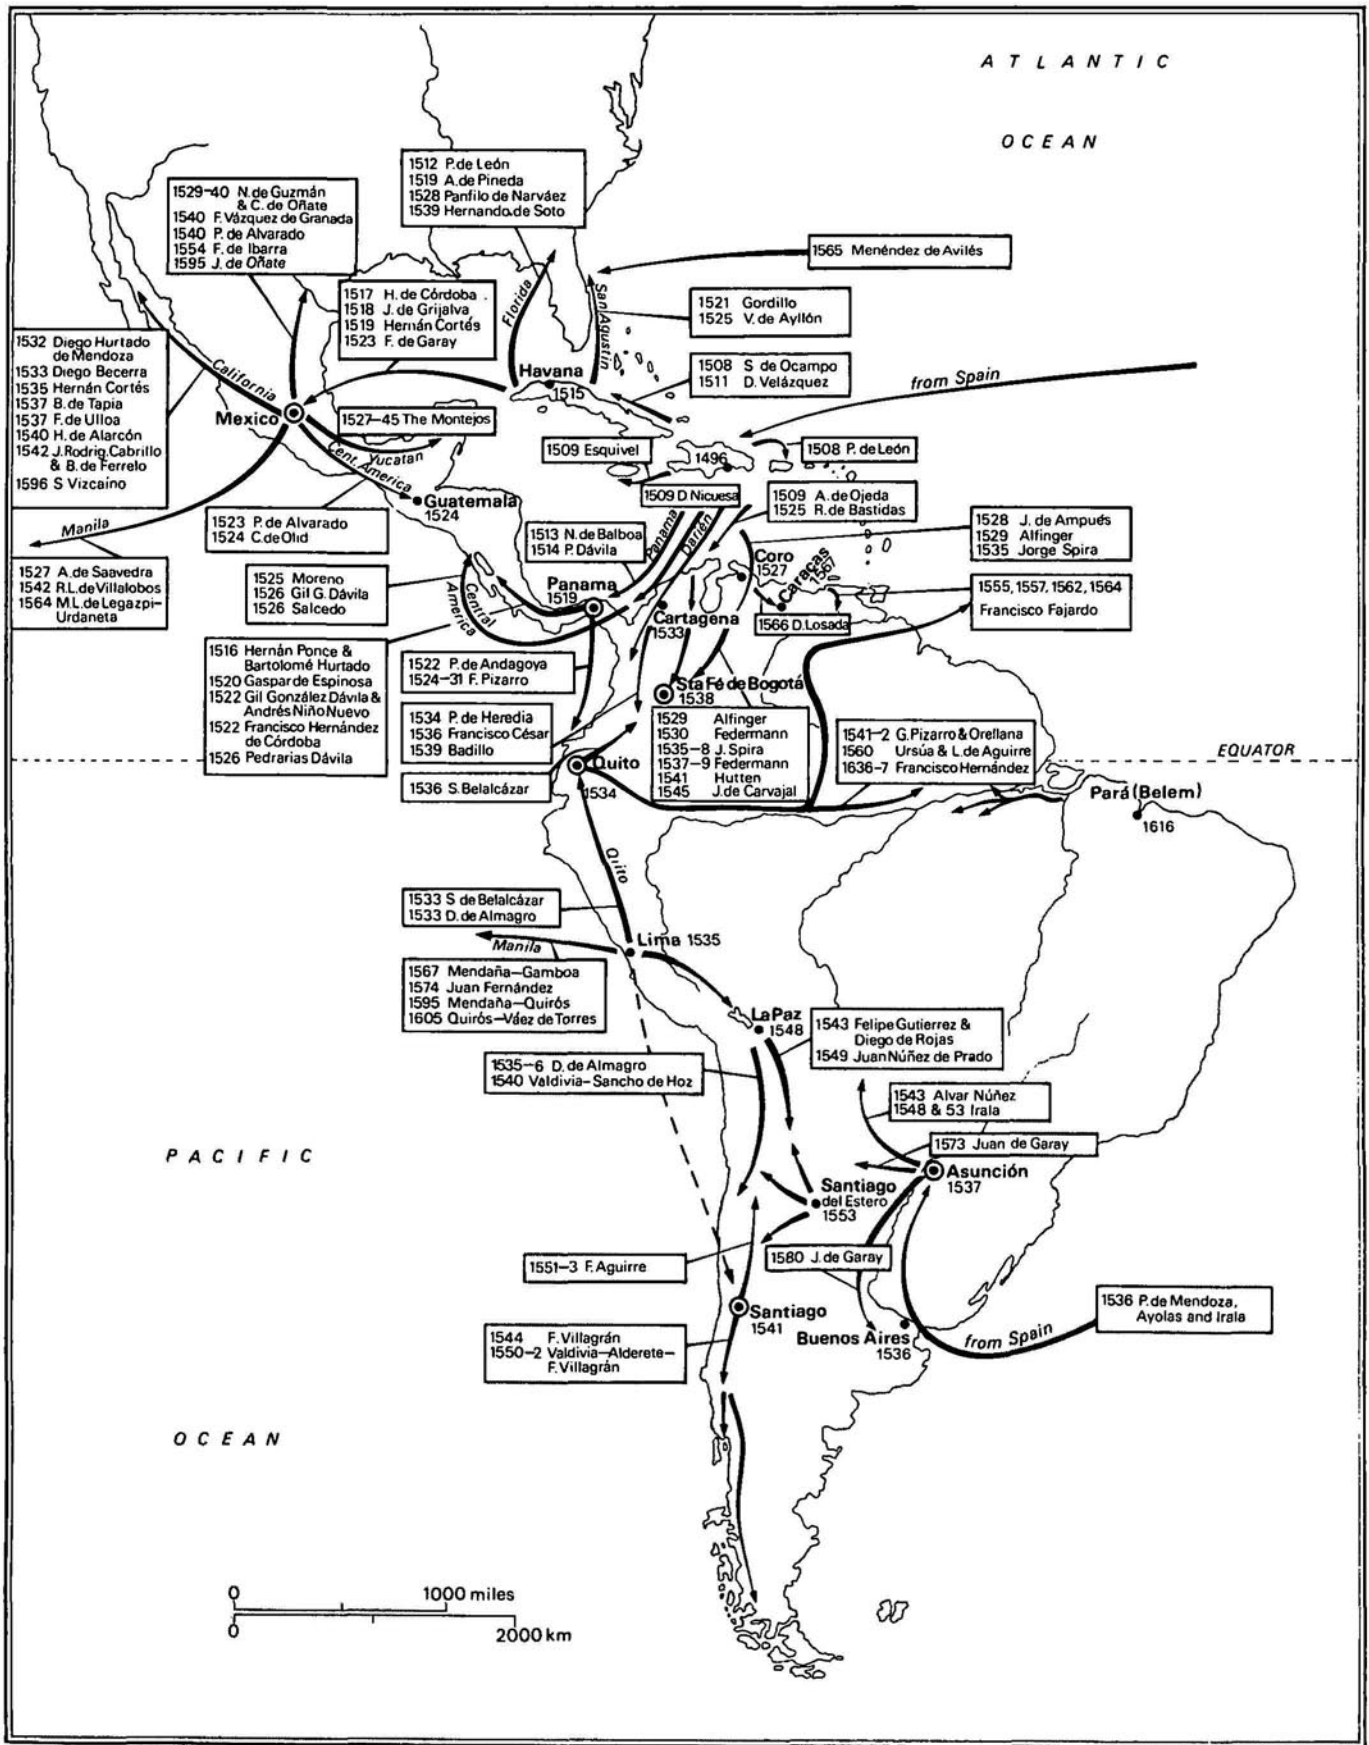 ATLANTIC
OCEAN
1512 P. de León
1519 A. de Pineda
1528 Panfilo de Narváez
1539 Hernando de Soto
1529–40 N. de Guzmán
& C. de Oñate
1540 F. Vázquez de Granada
1540 P. de Alvarado
1554 F. de Ibarra
1595 J. de Oñate
1565 Menéndez de Avilés
1517 H. de Córdoba
1518 J. de Grijalva
1519 Hernán Cortés
1523 F. de Garay
Florida
San Agustín
1521 Gordillo
1525 V. de Ayllón
1532 Diego Hurtado
de Mendoza
1533 Diego Becerra
1535 Hernán Cortés
1537 B. de Tapia
1537 F. de Ulloa
1540 H. de Alarcón
1542 J. Rodrig. Cabrillo
& B. de Ferrelo
1596 S Vizcaíno
California
Havana
1515
1508 S de Ocampo
1511 D. Velázquez
from Spain
Mexico
1527–45 The Montejos
Yucatan
Cent. America
1509 Esquivel
1496
1508 P. de León
Guatemala
1524
1509 D. Nicuesa
1509 A. de Ojeda
1525 R. de Bastidas
Manila
1523 P. de Alvarado
1524 C. de Olid
1513 N. de Balboa
1514 P. Dávila
Panama
Darién
1528 J. de Ampués
1529 Alfinger
1535 Jorge Spira
1527 A. de Saavedra
1542 R.L. de Villalobos
1564 M.L. de Legazpi–
Urdaneta
1525 Moreno
1526 Gil G. Dávila
1526 Salcedo
Central
America
Panama
1519
Coro
1527
Caracas
1567
1555, 1557, 1562, 1564
Francisco Fajardo
Cartagena
1533
1566 D. Losada
1516 Hernán Ponce &
Bartolomé Hurtado
1520 Gaspar de Espinosa
1522 Gil González Dávila &
Andrés Niño Nuevo
1522 Francisco Hernández
de Córdoba
1526 Pedrarias Dávila
1522 P. de Andagoya
1524–31 F. Pizarro
Sta Fé de Bogotá
1538
1534 P. de Heredia
1536 Francisco César
1539 Badillo
1529 Alfinger
1530 Federmann
1535–8 J. Spira
1537–9 Federmann
1541 Hutten
1545 J. de Carvajal
1541–2 G. Pizarro & Orellana
1560 Ursúa & L. de Aguirre
1636–7 Francisco Hernández
EQUATOR
Quito
1534
1536 S. Belalcázar
Pará (Belem)
1616
Quito
1533 S de Belalcázar
1533 D. de Almagro
Lima 1535
Manila
1567 Mendaña–Gamboa
1574 Juan Fernández
1595 Mendaña–Quirós
1605 Quirós–Váez de Torres
La Paz
1548
1543 Felipe Gutierrez &
Diego de Rojas
1549 Juan Núñez de Prado
1535–6 D. de Almagro
1540 Valdivia–Sancho de Hoz
1543 Alvar Núñez
1548 & 53 Irala
1573 Juan de Garay
PACIFIC
Asunción
1537
Santiago
del Estero
1553
1551–3 F. Aguirre
1580 J. de Garay
1536 P. de Mendoza,
Ayolas and Irala
Santiago
1541
Buenos Aires
1536
from Spain
1544 F. Villagrán
1550–2 Valdivia–Alderete–
F. Villagrán
OCEAN
0 1000 miles
0 2000 km